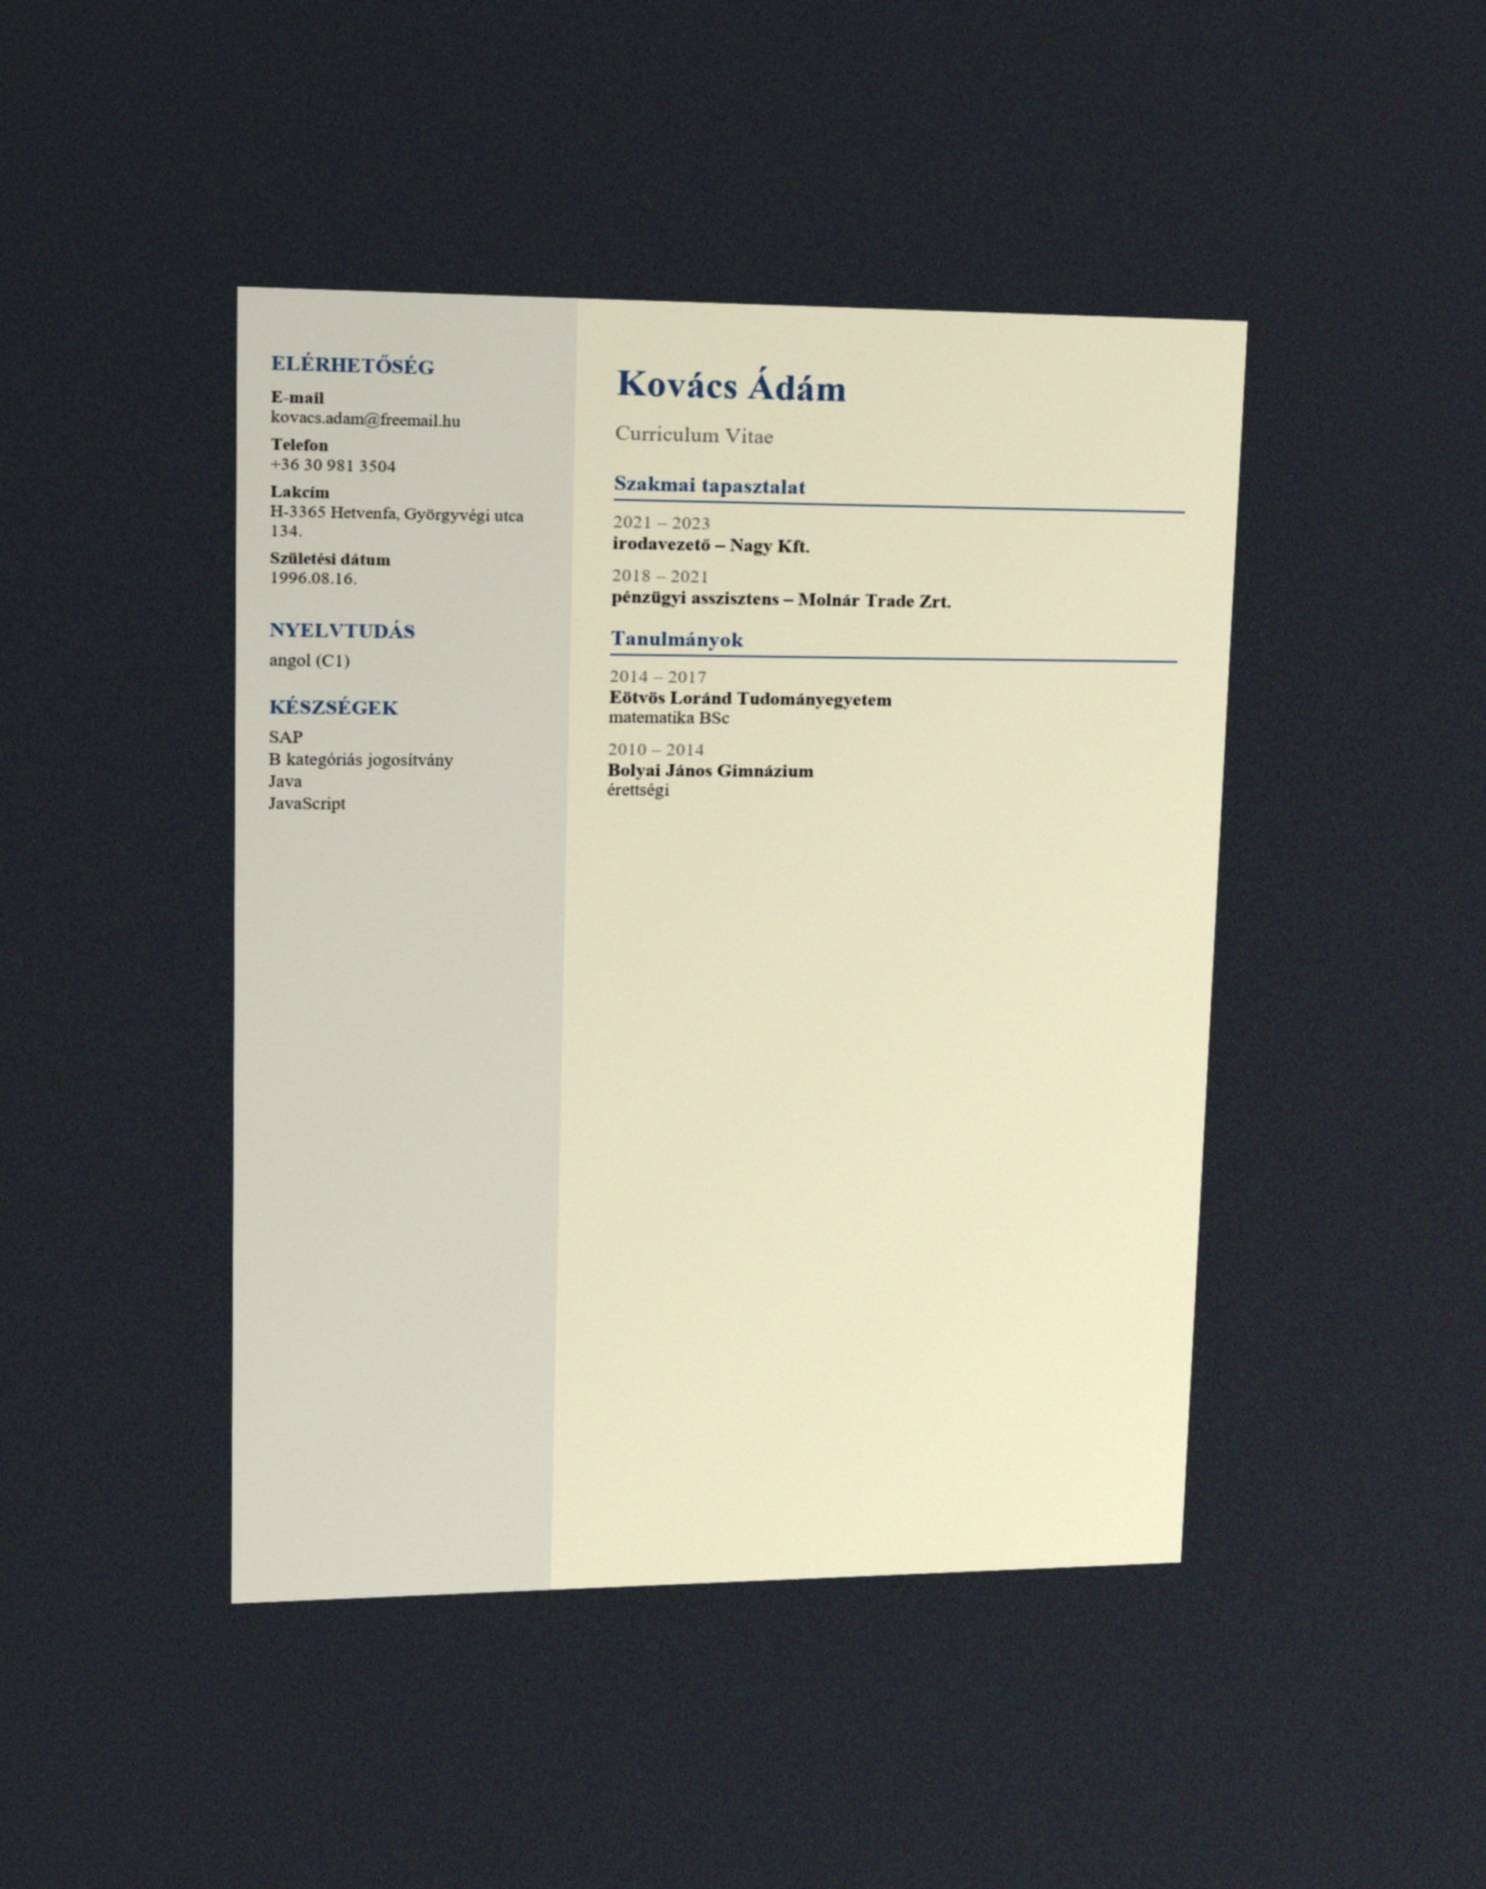 ELÉRHETŐSÉG
E-mail
kovacs.adam@freemail.hu
Telefon
+36 30 981 3504
Lakcím
H-3365 Hetvenfa, Györgyvégi utca
134.
Születési dátum
1996.08.16.
NYELVTUDÁS
angol (C1)
KÉSZSÉGEK
SAP
B kategóriás jogosítvány
Java
JavaScript
Kovács Ádám
Curriculum Vitae
Szakmai tapasztalat
2021 – 2023
irodavezető – Nagy Kft.
2018 – 2021
pénzügyi asszisztens – Molnár Trade Zrt.
Tanulmányok
2014 – 2017
Eötvös Loránd Tudományegyetem
matematika BSc
2010 – 2014
Bolyai János Gimnázium
érettségi